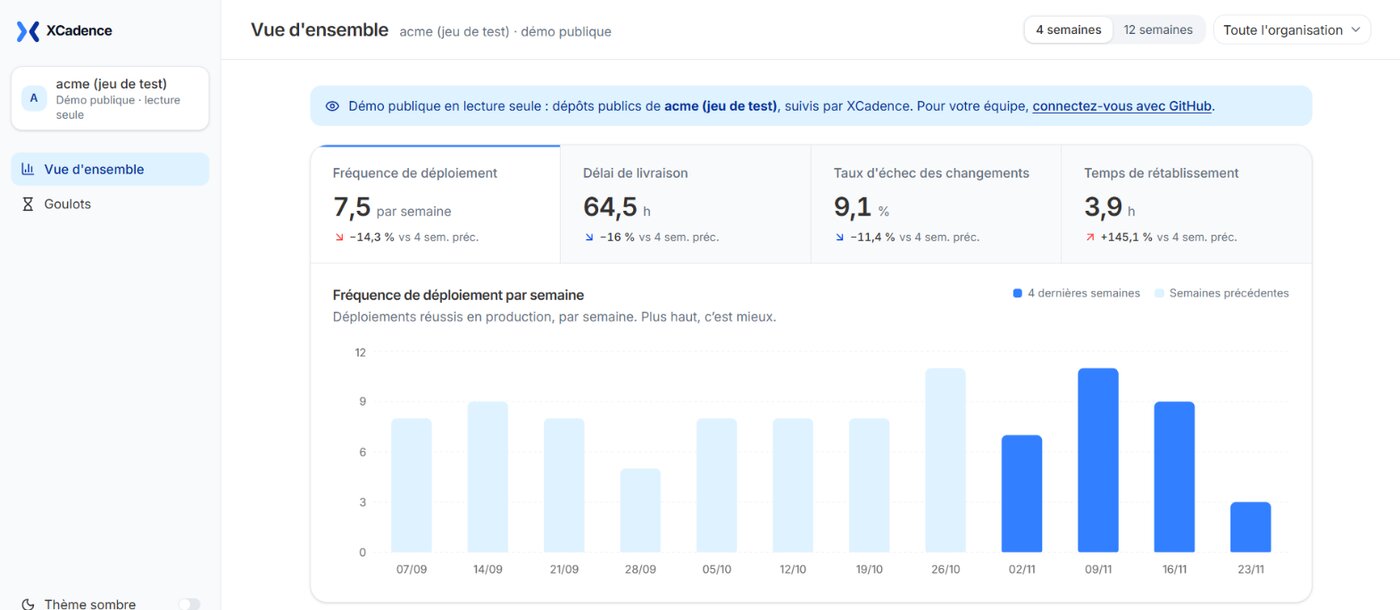 XCadence
Vue d'ensemble
acme (jeu de test) · démo publique
4 semaines
12 semaines
Toute l'organisation
A
acme (jeu de test)
Démo publique · lecture
seule
Vue d'ensemble
Goulots
Démo publique en lecture seule : dépôts publics de acme (jeu de test), suivis par XCadence. Pour votre équipe, connectez-vous avec GitHub.
Fréquence de déploiement
7,5 par semaine
−14,3 % vs 4 sem. préc.
Délai de livraison
64,5 h
−16 % vs 4 sem. préc.
Taux d'échec des changements
9,1 %
−11,4 % vs 4 sem. préc.
Temps de rétablissement
3,9 h
+145,1 % vs 4 sem. préc.
Fréquence de déploiement par semaine
Déploiements réussis en production, par semaine. Plus haut, c’est mieux.
4 dernières semaines
Semaines précédentes
12
9
6
3
0
07/09
14/09
21/09
28/09
05/10
12/10
19/10
26/10
02/11
09/11
16/11
23/11
Thème sombre